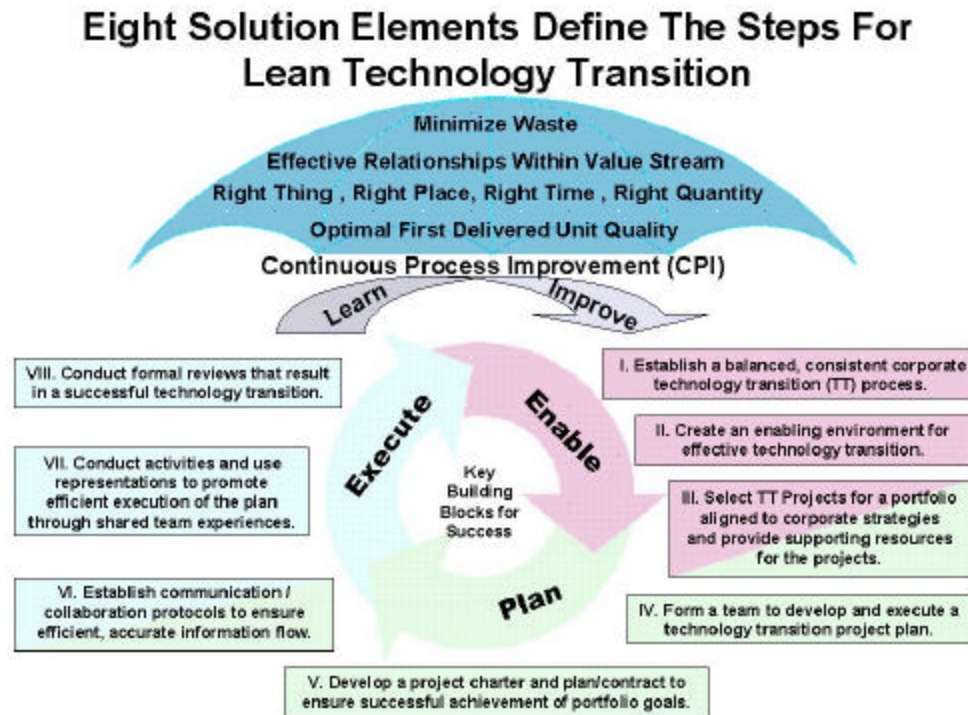 Eight Solution Elements Define The Steps For
Lean Technology Transition
Minimize Waste
Effective Relationships Within Value Stream
Right Thing , Right Place, Right Time , Right Quantity
Optimal First Delivered Unit Quality
Continuous Process Improvement (CPI)
Learn
Improve
Execute
Enable
Plan
Key
Building
Blocks for
Success
I. Establish a balanced, consistent corporate
technology transition (TT) process.
II. Create an enabling environment for
effective technology transition.
III. Select TT Projects for a portfolio
aligned to corporate strategies
and provide supporting resources
for the projects.
IV. Form a team to develop and execute a
technology transition project plan.
V. Develop a project charter and plan/contract to
ensure successful achievement of portfolio goals.
VI. Establish communication /
collaboration protocols to ensure
efficient, accurate information flow.
VII. Conduct activities and use
representations to promote
efficient execution of the plan
through shared team experiences.
VIII. Conduct formal reviews that result
in a successful technology transition.